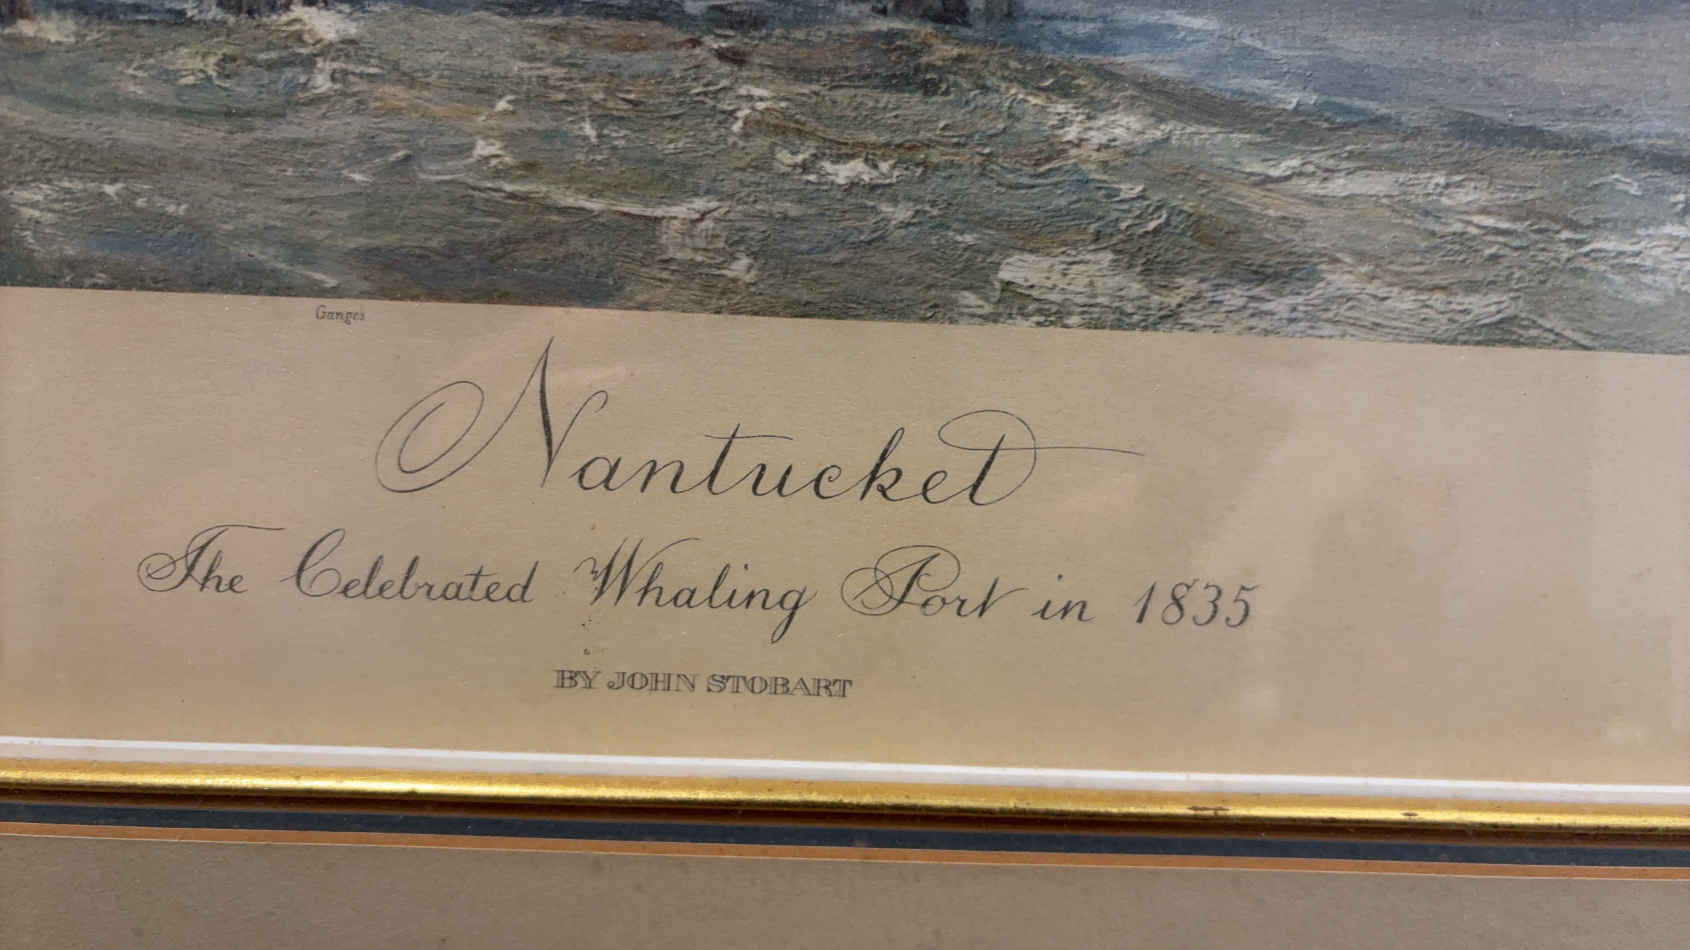 Ganges
Nantucket
The Celebrated Whaling Port in 1835
BY JOHN STOBART